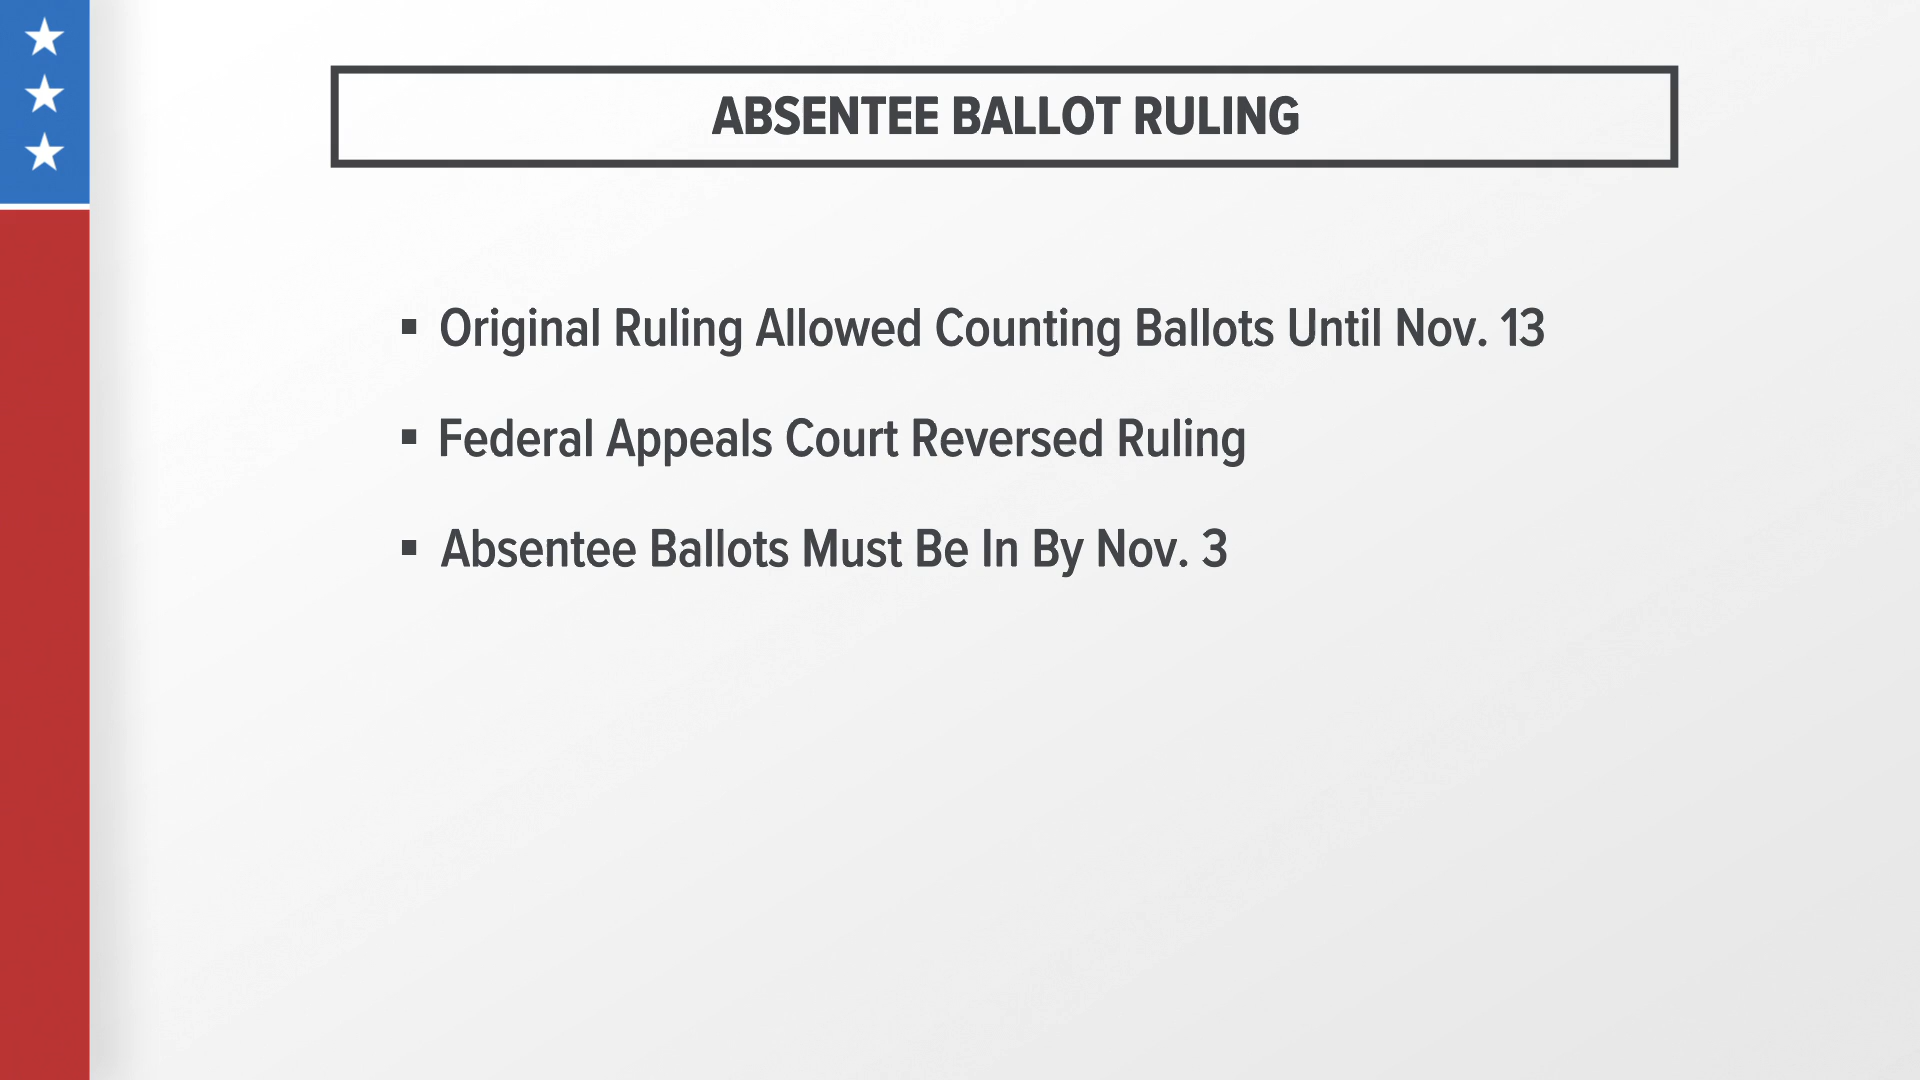 ABSENTEE BALLOT RULING
▪ Original Ruling Allowed Counting Ballots Until Nov. 13
▪ Federal Appeals Court Reversed Ruling
▪ Absentee Ballots Must Be In By Nov. 3